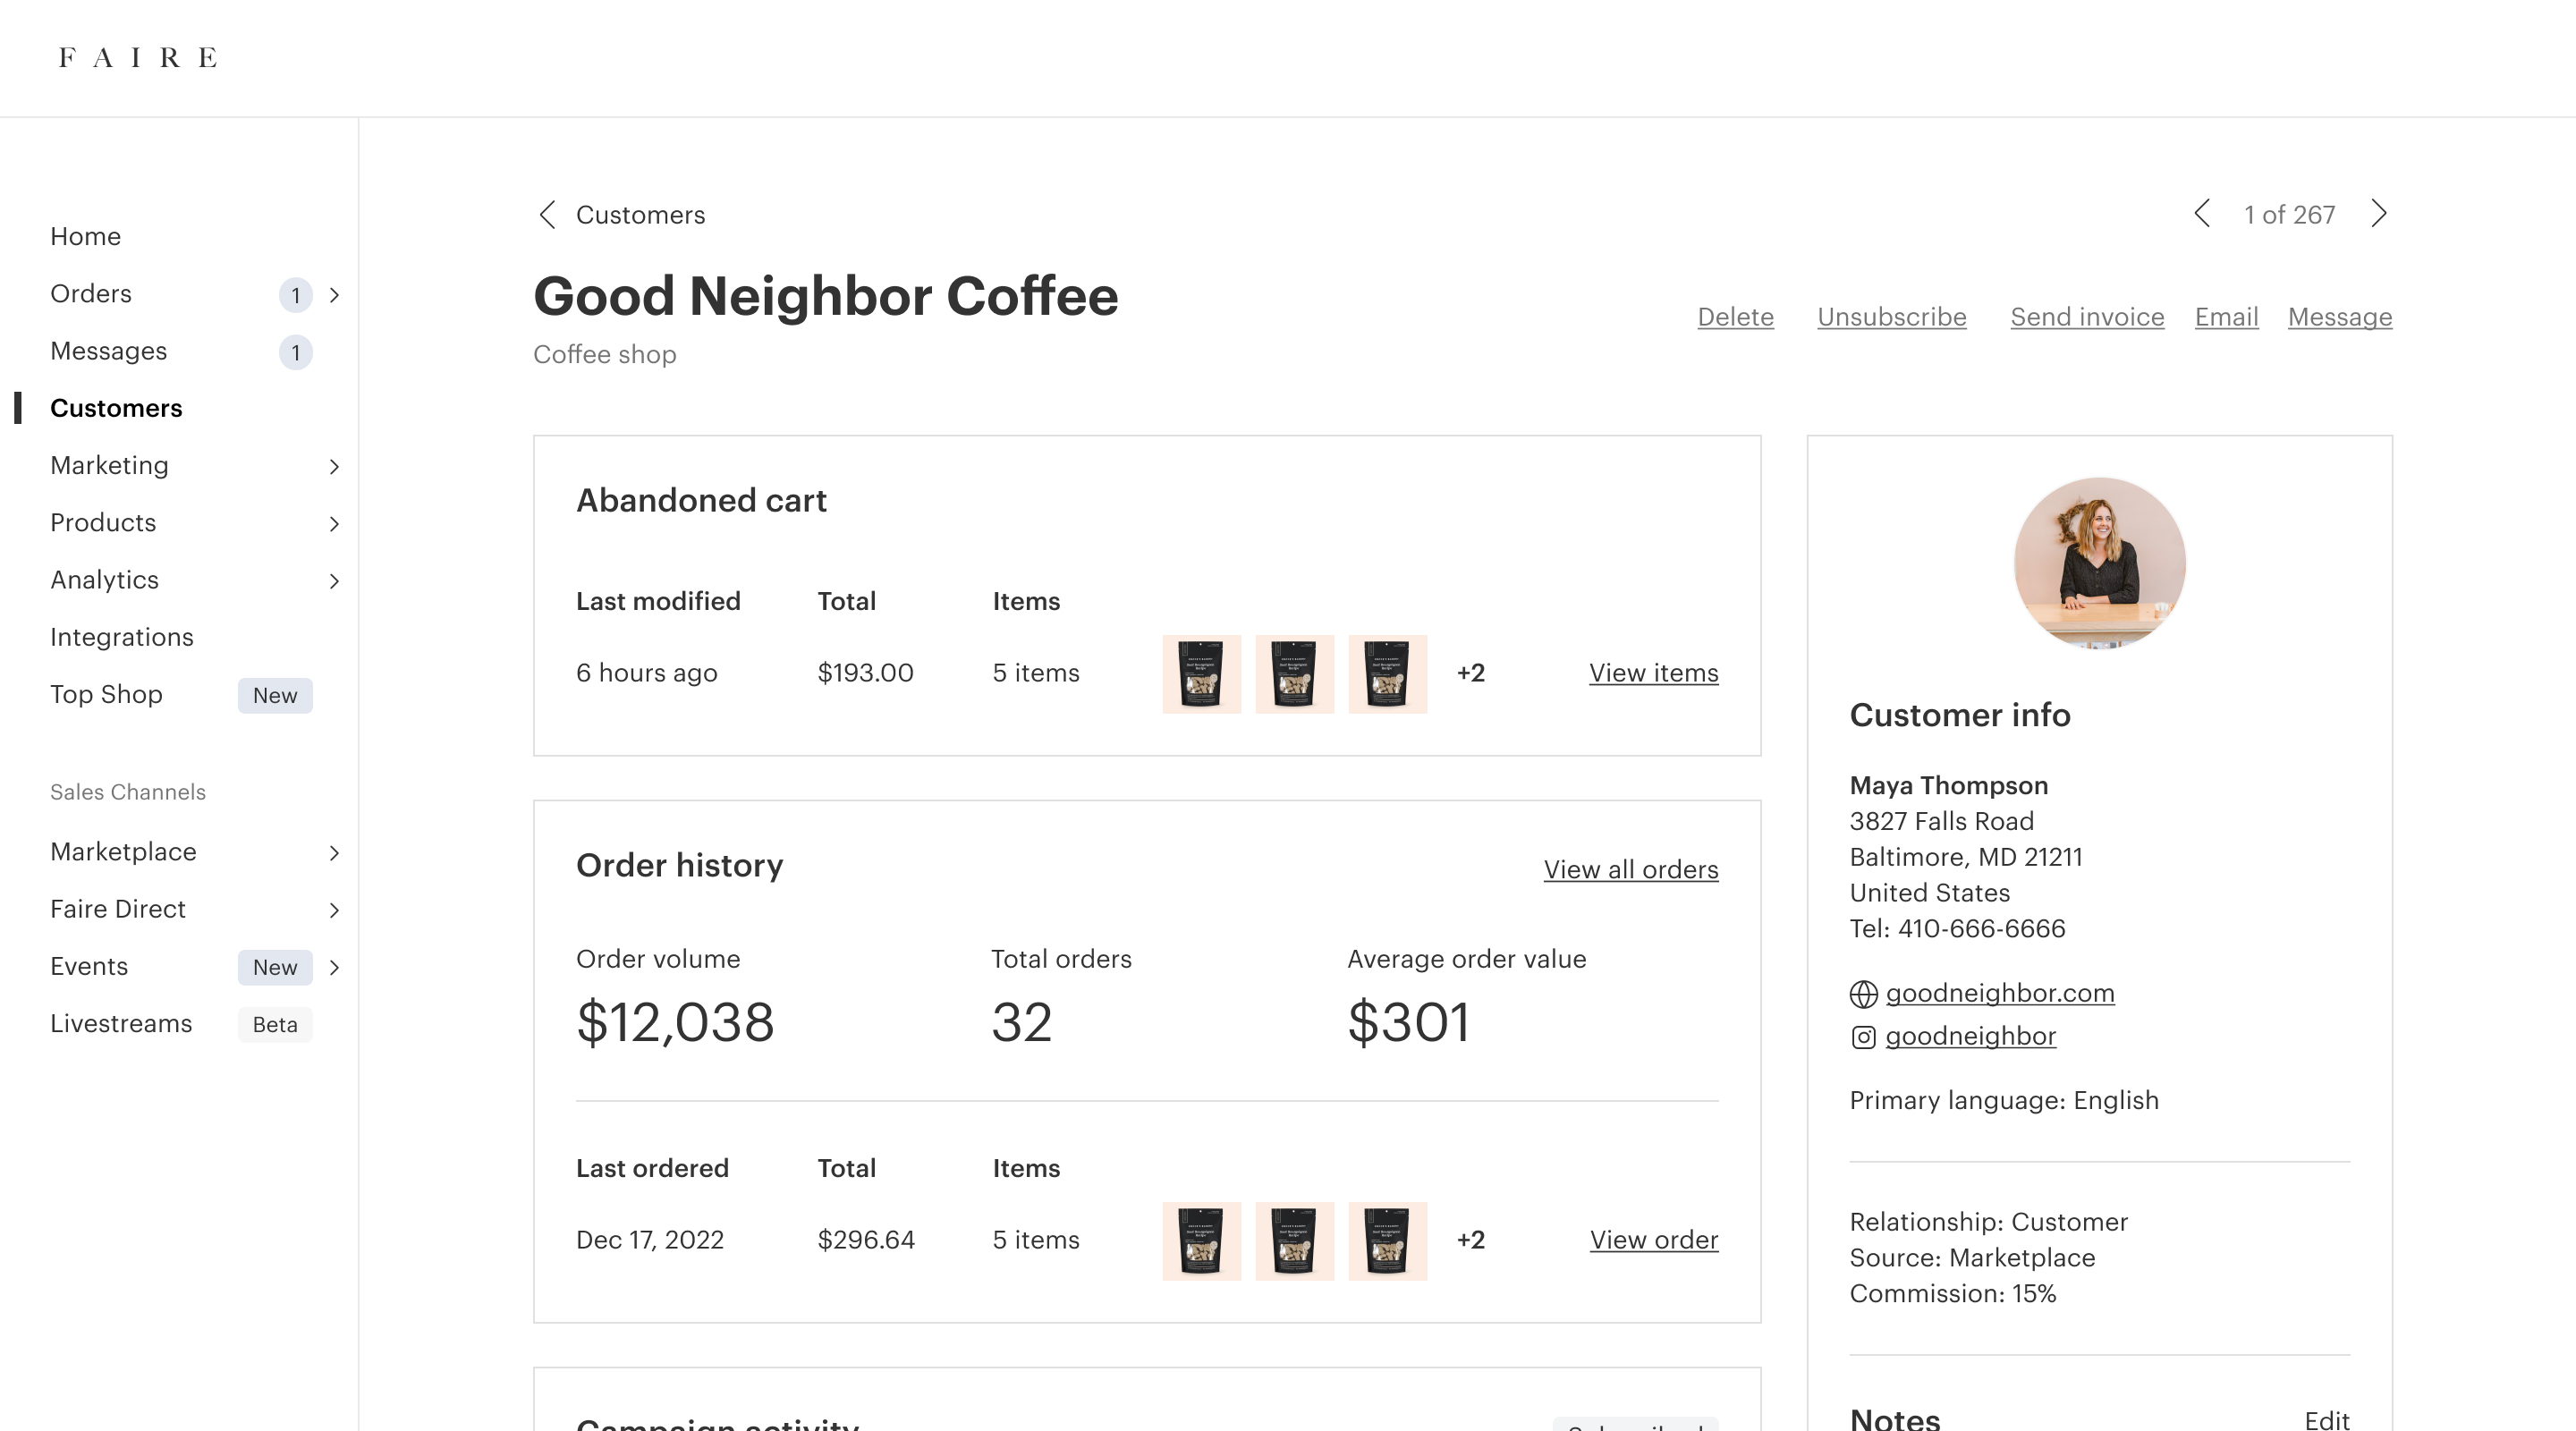 FAIRE
Home
Orders 1
Messages 1
Customers
Marketing
Products
Analytics
Integrations
Top Shop New
Sales Channels
Marketplace
Faire Direct
Events New
Livestreams Beta
Customers
1 of 267
Good Neighbor Coffee
Coffee shop
Delete Unsubscribe Send invoice Email Message
Abandoned cart
Last modified Total Items
6 hours ago $193.00 5 items +2 View items
Order history View all orders
Order volume Total orders Average order value
$12,038 32 $301
Last ordered Total Items
Dec 17, 2022 $296.64 5 items +2 View order
Campaign activity
Customer info
Maya Thompson
3827 Falls Road
Baltimore, MD 21211
United States
Tel: 410-666-6666
goodneighbor.com
goodneighbor
Primary language: English
Relationship: Customer
Source: Marketplace
Commission: 15%
Notes Edit